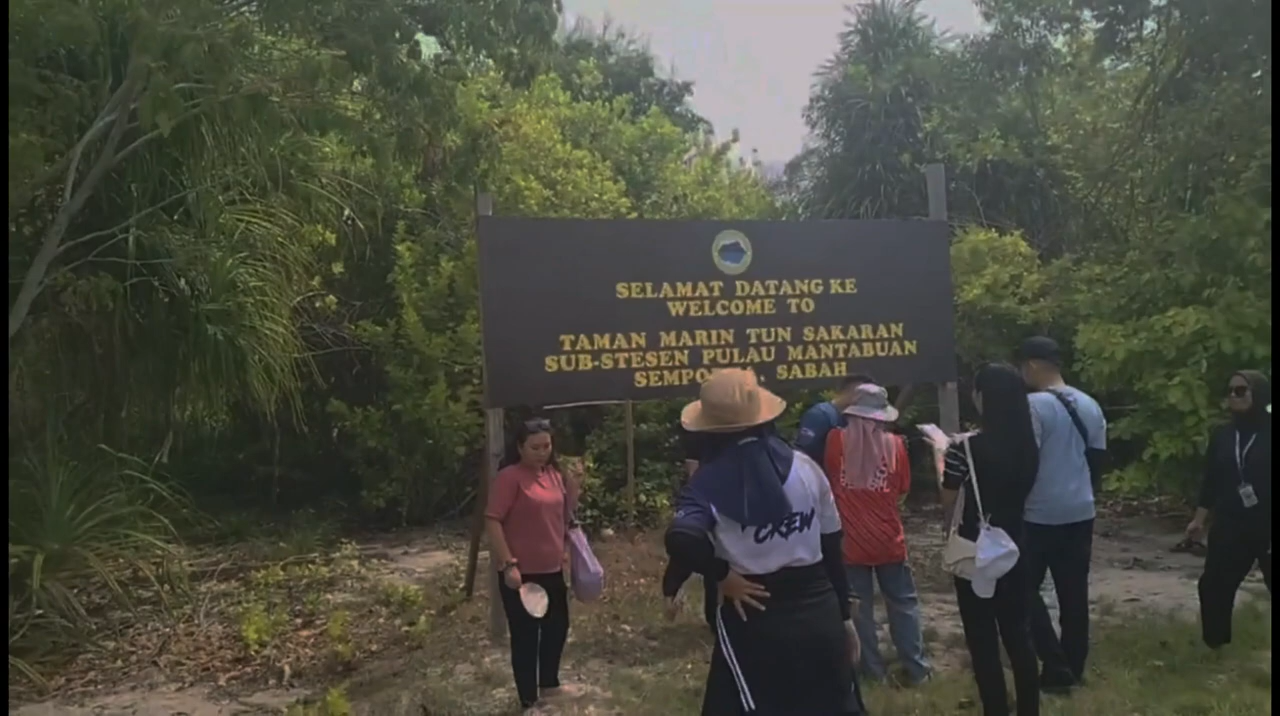 SELAMAT DATANG KE
WELCOME TO
TAMAN MARIN TUN SAKARAN
SUB-STESEN PULAU MANTABUAN
SABAH
CREW